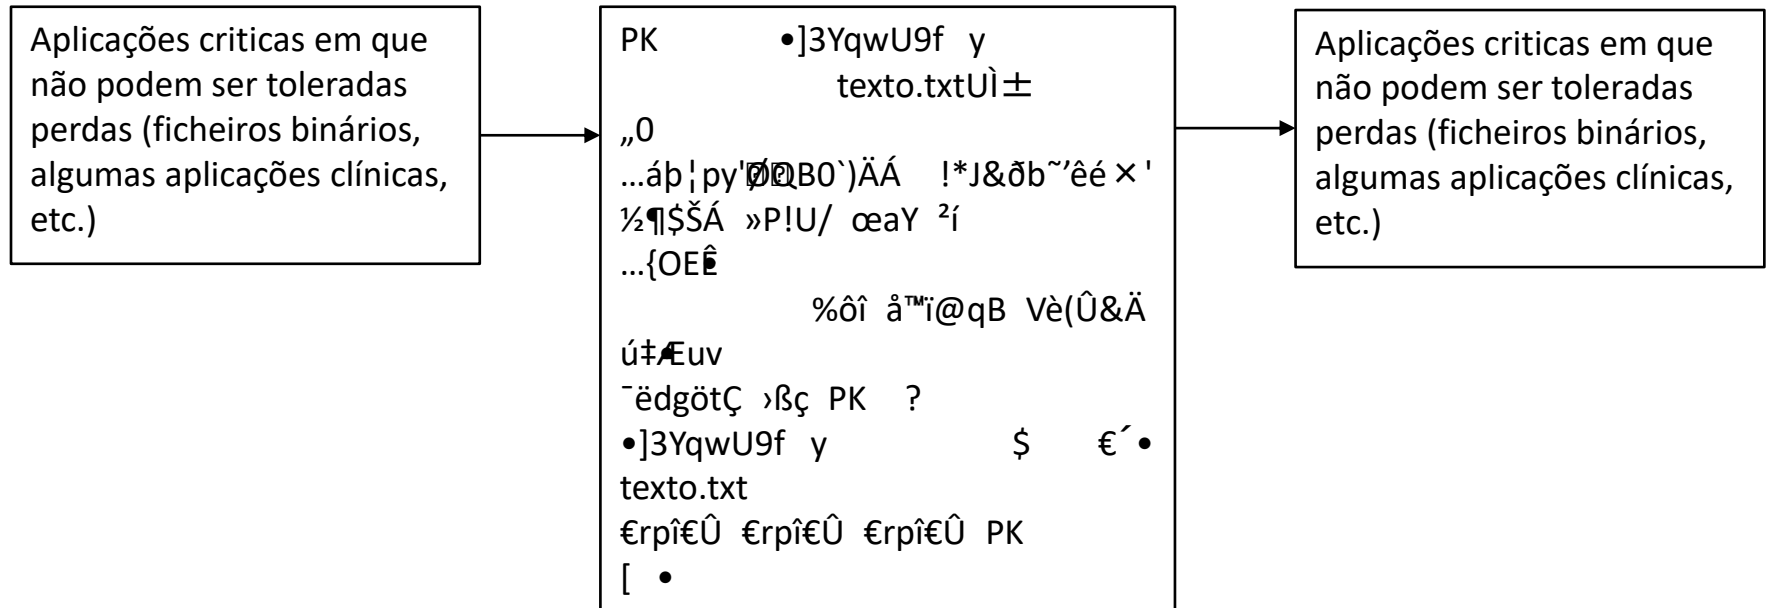 Aplicações criticas em que
não podem ser toleradas
perdas (ficheiros binários,
algumas aplicações clínicas,
etc.)
PK •]3YqwU9f y
texto.txtUÌ±
„0
…áþ¦py'QB0`)ÄÁ !*J&ðb˜’êé×'
½¶$ŠÁ »P!U/ œaY ²í
…{OEÊ
%ôî å™ï@qB Vè(Û&Ä
ú‡Æuv
¯ëdgötÇ ›ßç PK ?
•]3YqwU9f y $ €´•
texto.txt
€rpî€Û €rpî€Û €rpî€Û PK
[ •
Aplicações criticas em que
não podem ser toleradas
perdas (ficheiros binários,
algumas aplicações clínicas,
etc.)